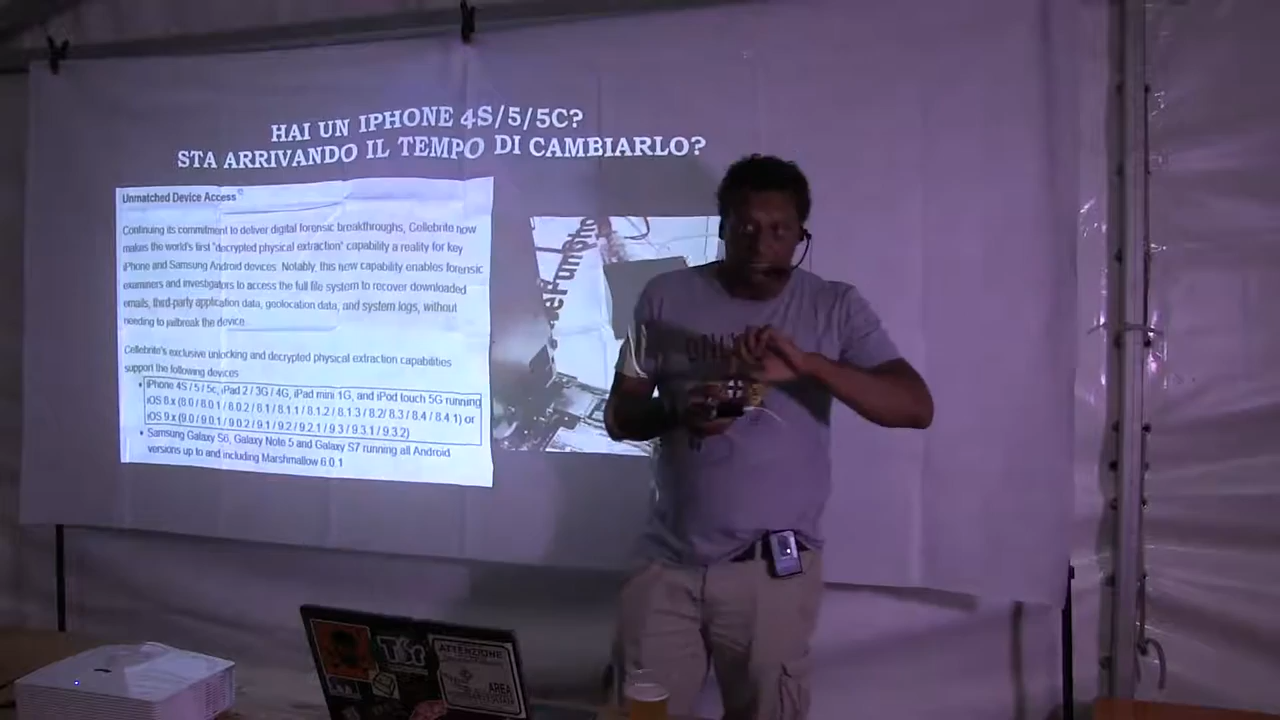 HAI UN IPHONE 4S/5/5C?
STA ARRIVANDO IL TEMPO DI CAMBIARLO?
Unmatched Device Access
Continuing its commitment to deliver digital forensic breakthroughs, Cellebrite now
makes the world's first "decrypted physical extraction" capability a reality for key
iPhone and Samsung Android devices. Notably, this new capability enables forensic
examiners and investigators to access the full file system to recover downloaded
emails, third-party application data, geolocation data, and system logs, without
needing to jailbreak the device.
Cellebrite's exclusive unlocking and decrypted physical extraction capabilities
support the following devices
• iPhone 4S / 5 / 5c, iPad 2 / 3G / 4G, iPad mini 1G, and iPod touch 5G running
iOS 8.x (8.0 / 8.0.1 / 8.0.2 / 8.1 / 8.1.1 / 8.1.2 / 8.1.3 / 8.2/ 8.3 / 8.4 / 8.4.1) or
iOS 9.x (9.0 / 9.0.1 / 9.0.2 / 9.1 / 9.2 / 9.2.1 / 9.3 / 9.3.1 / 9.3.2)
• Samsung Galaxy S6, Galaxy Note 5 and Galaxy S7 running all Android
versions up to and including Marshmallow 6.0.1
ATTENZIONE
AREA